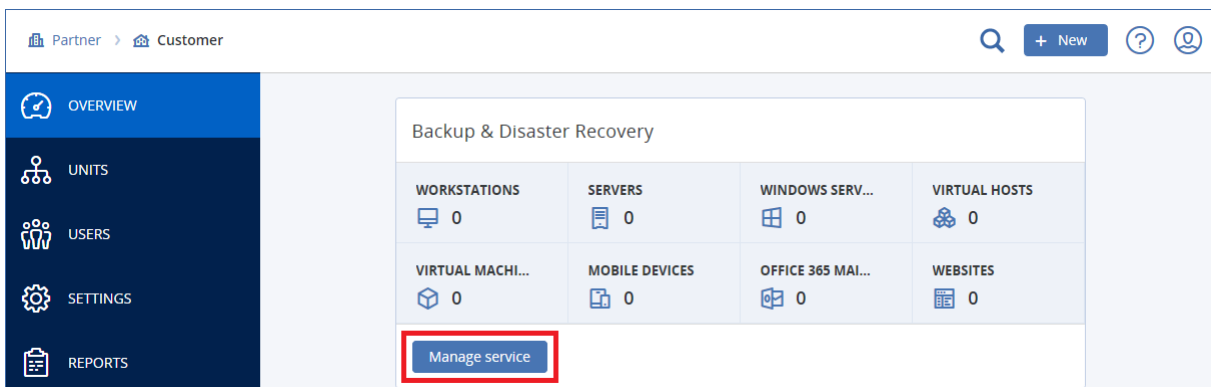 Partner > Customer
+ New
?
OVERVIEW
UNITS
USERS
SETTINGS
REPORTS
Backup & Disaster Recovery
WORKSTATIONS SERVERS WINDOWS SERV... VIRTUAL HOSTS
0 0 0 0
VIRTUAL MACHI... MOBILE DEVICES OFFICE 365 MAI... WEBSITES
0 0 0 0
Manage service